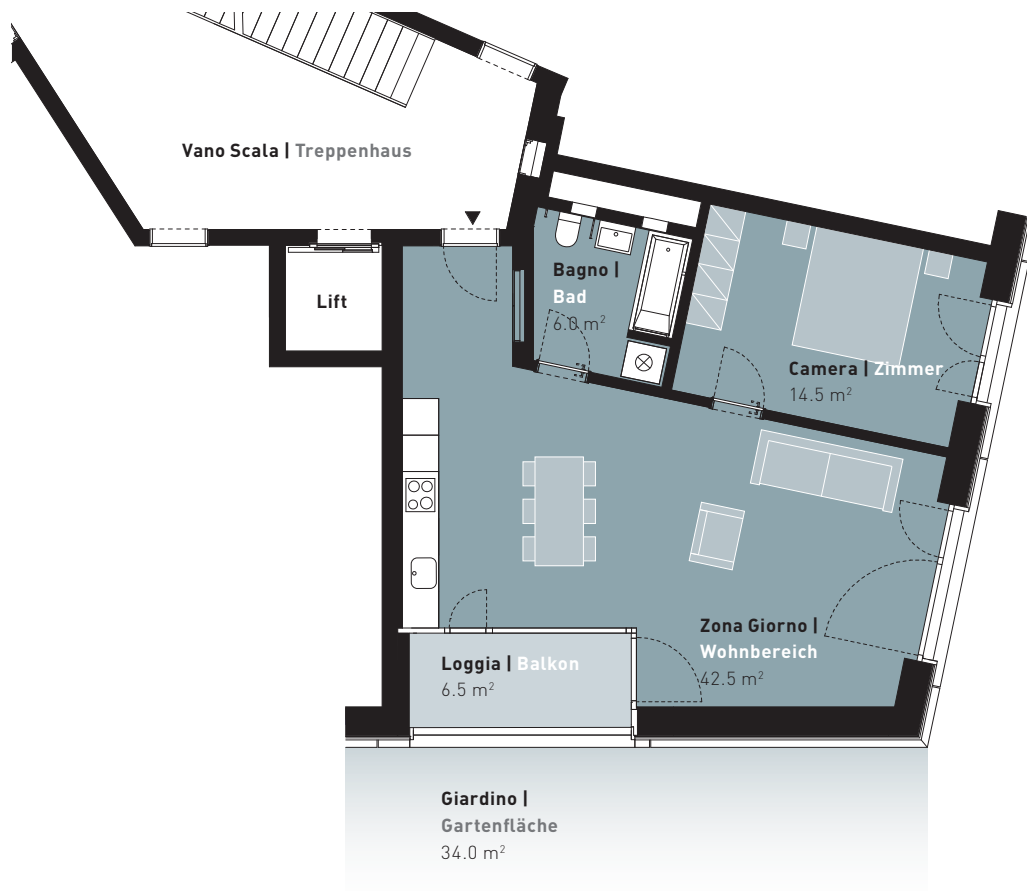 Vano Scala | Treppenhaus
Lift
Bagno |
Bad
6.0 m²
Camera | Zimmer
14.5 m²
Zona Giorno |
Wohnbereich
42.5 m²
Loggia | Balkon
6.5 m²
Giardino |
Gartenfläche
34.0 m²